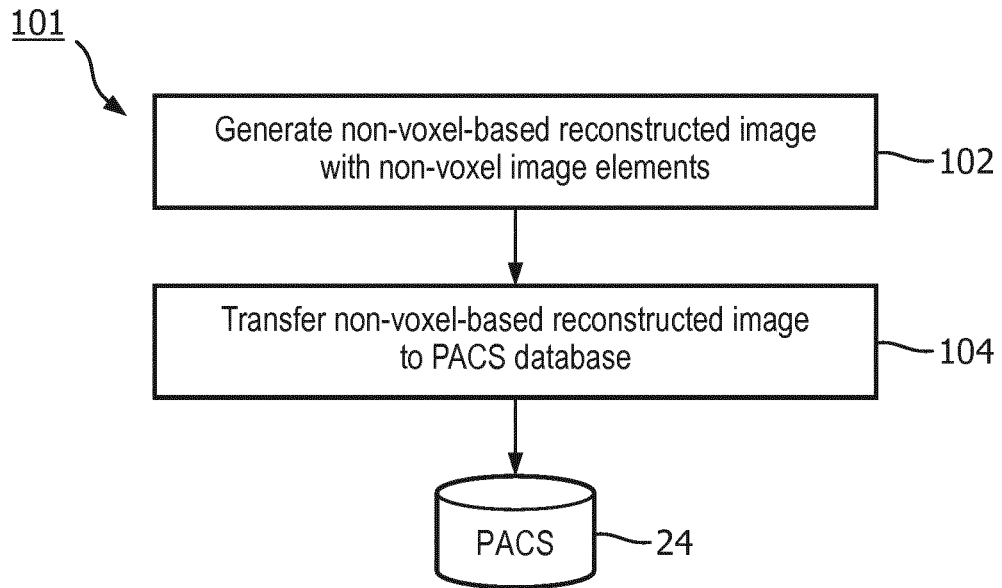 101
Generate non-voxel-based reconstructed image
with non-voxel image elements
102
Transfer non-voxel-based reconstructed image
to PACS database
104
PACS
24